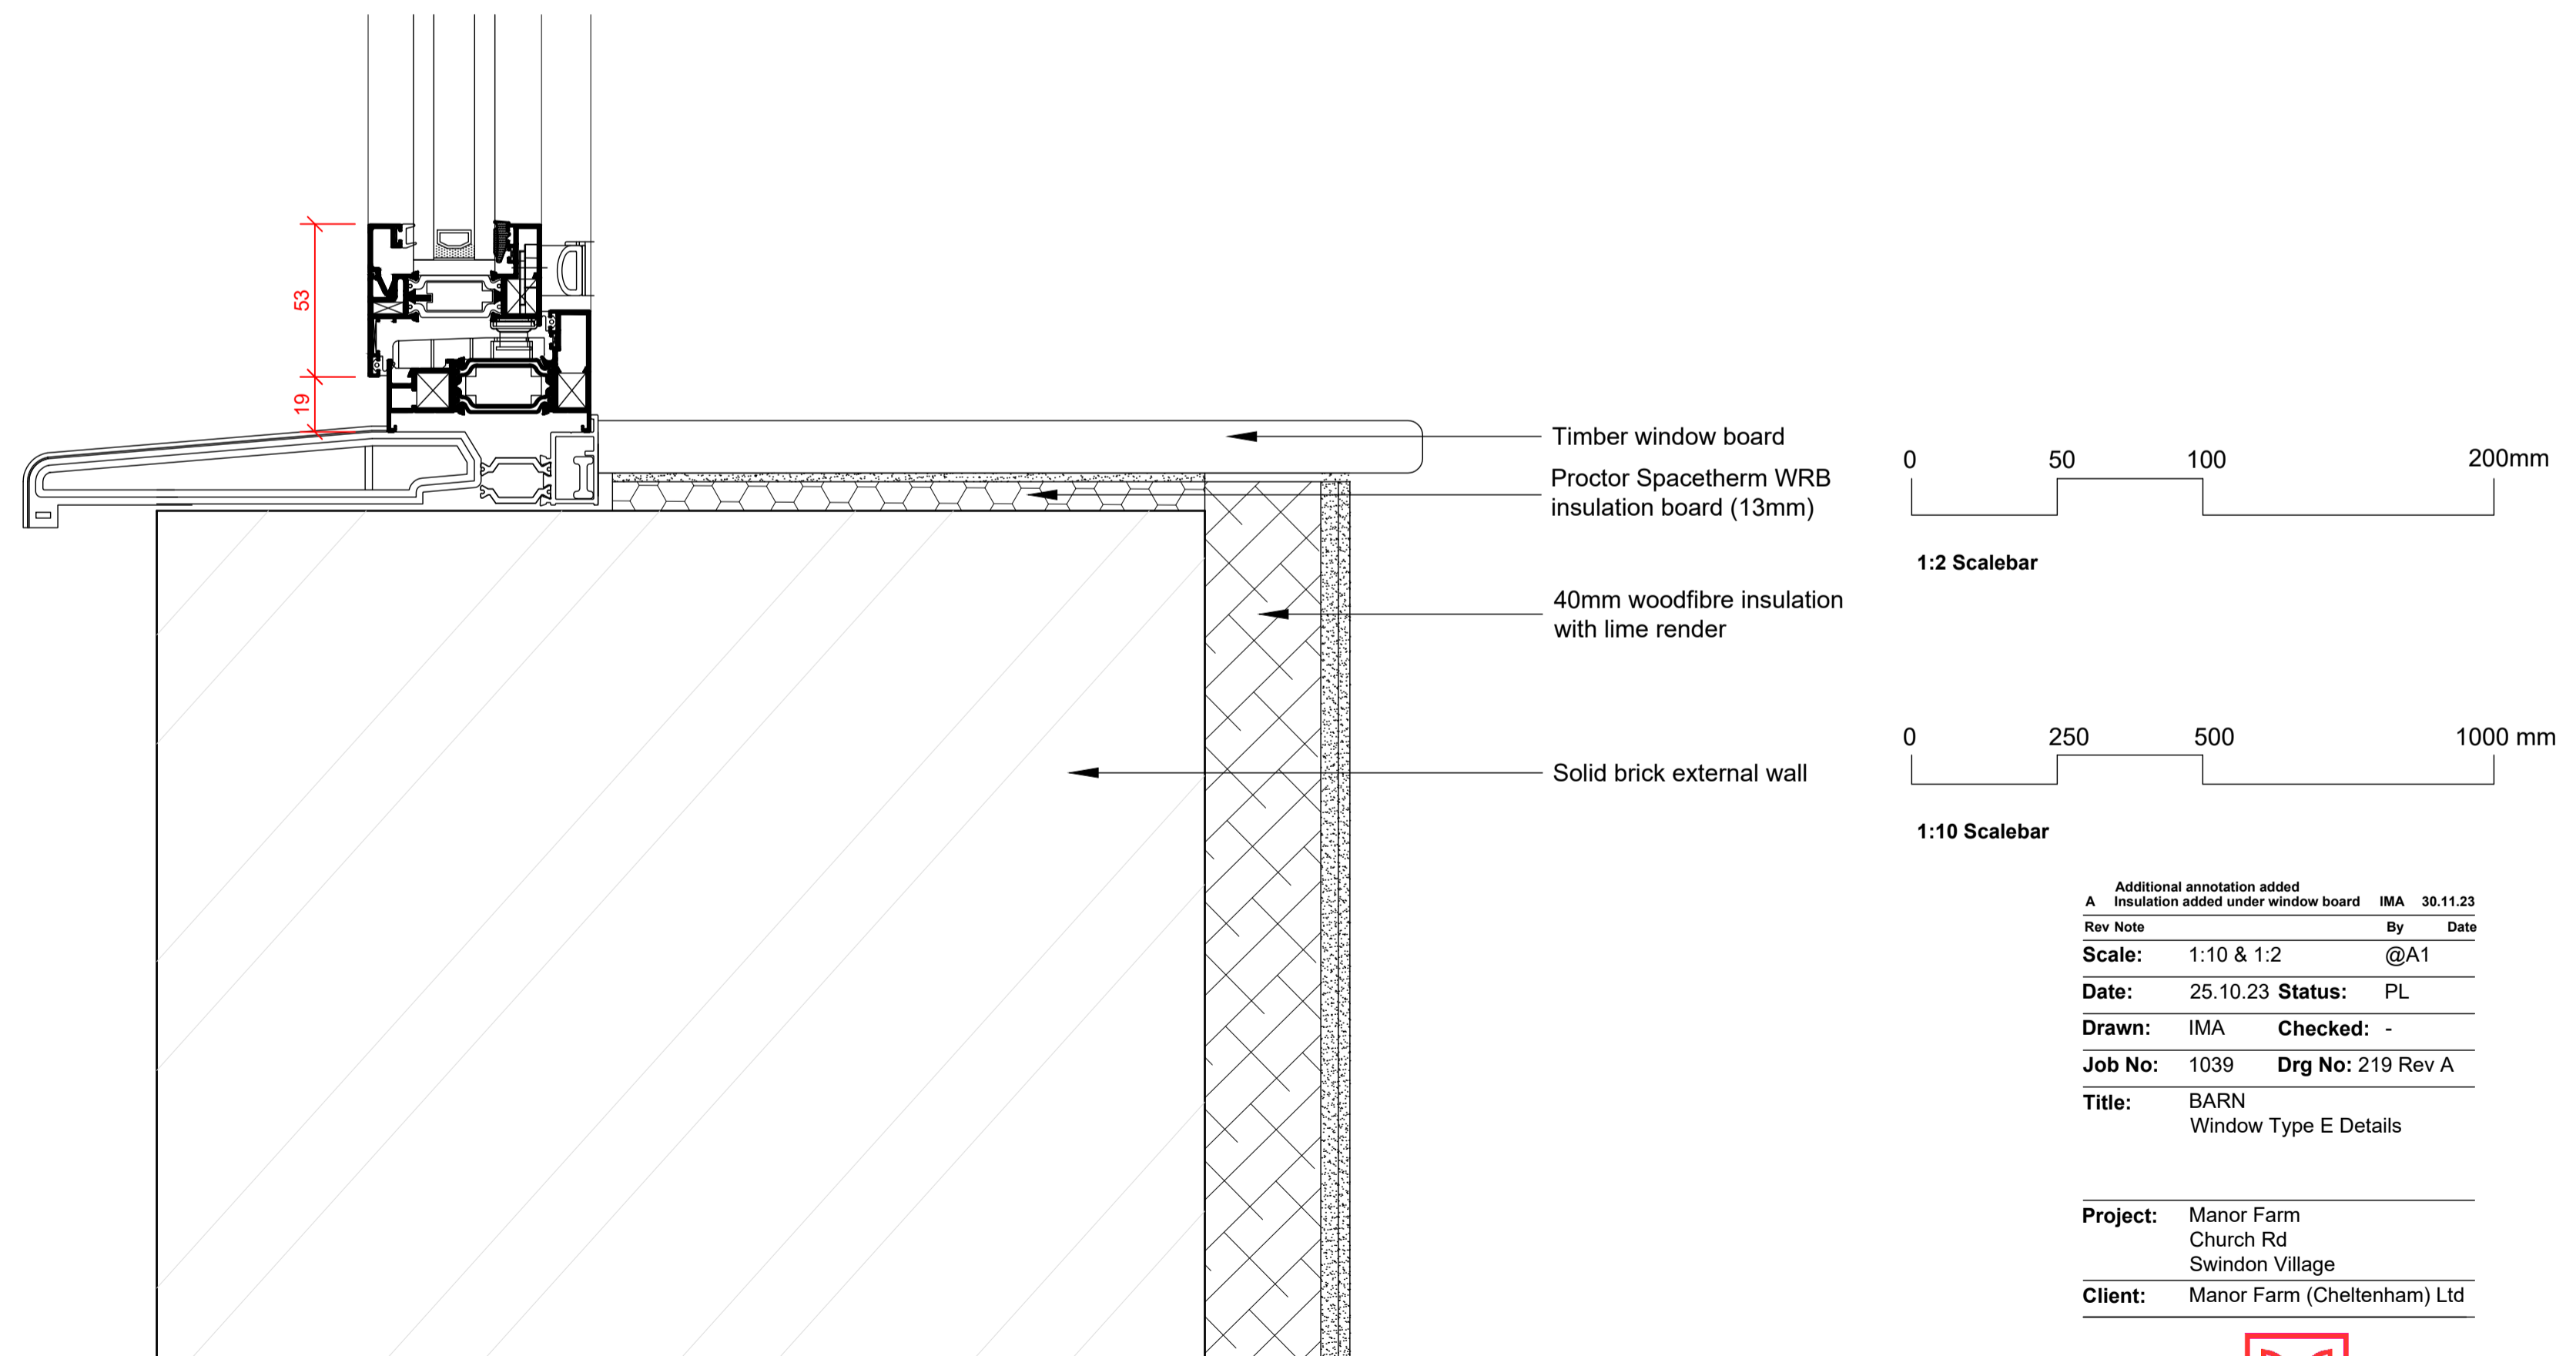 53
19
Timber window board
Proctor Spacetherm WRB
insulation board (13mm)
40mm woodfibre insulation
with lime render
Solid brick external wall
0 50 100 200mm
1:2 Scalebar
0 250 500 1000 mm
1:10 Scalebar
Additional annotation added
A Insulation added under window board IMA 30.11.23
Rev Note By Date
Scale: 1:10 & 1:2 @A1
Date: 25.10.23 Status: PL
Drawn: IMA Checked: -
Job No: 1039 Drg No: 219 Rev A
Title: BARN
Window Type E Details
Project: Manor Farm
Church Rd
Swindon Village
Client: Manor Farm (Cheltenham) Ltd